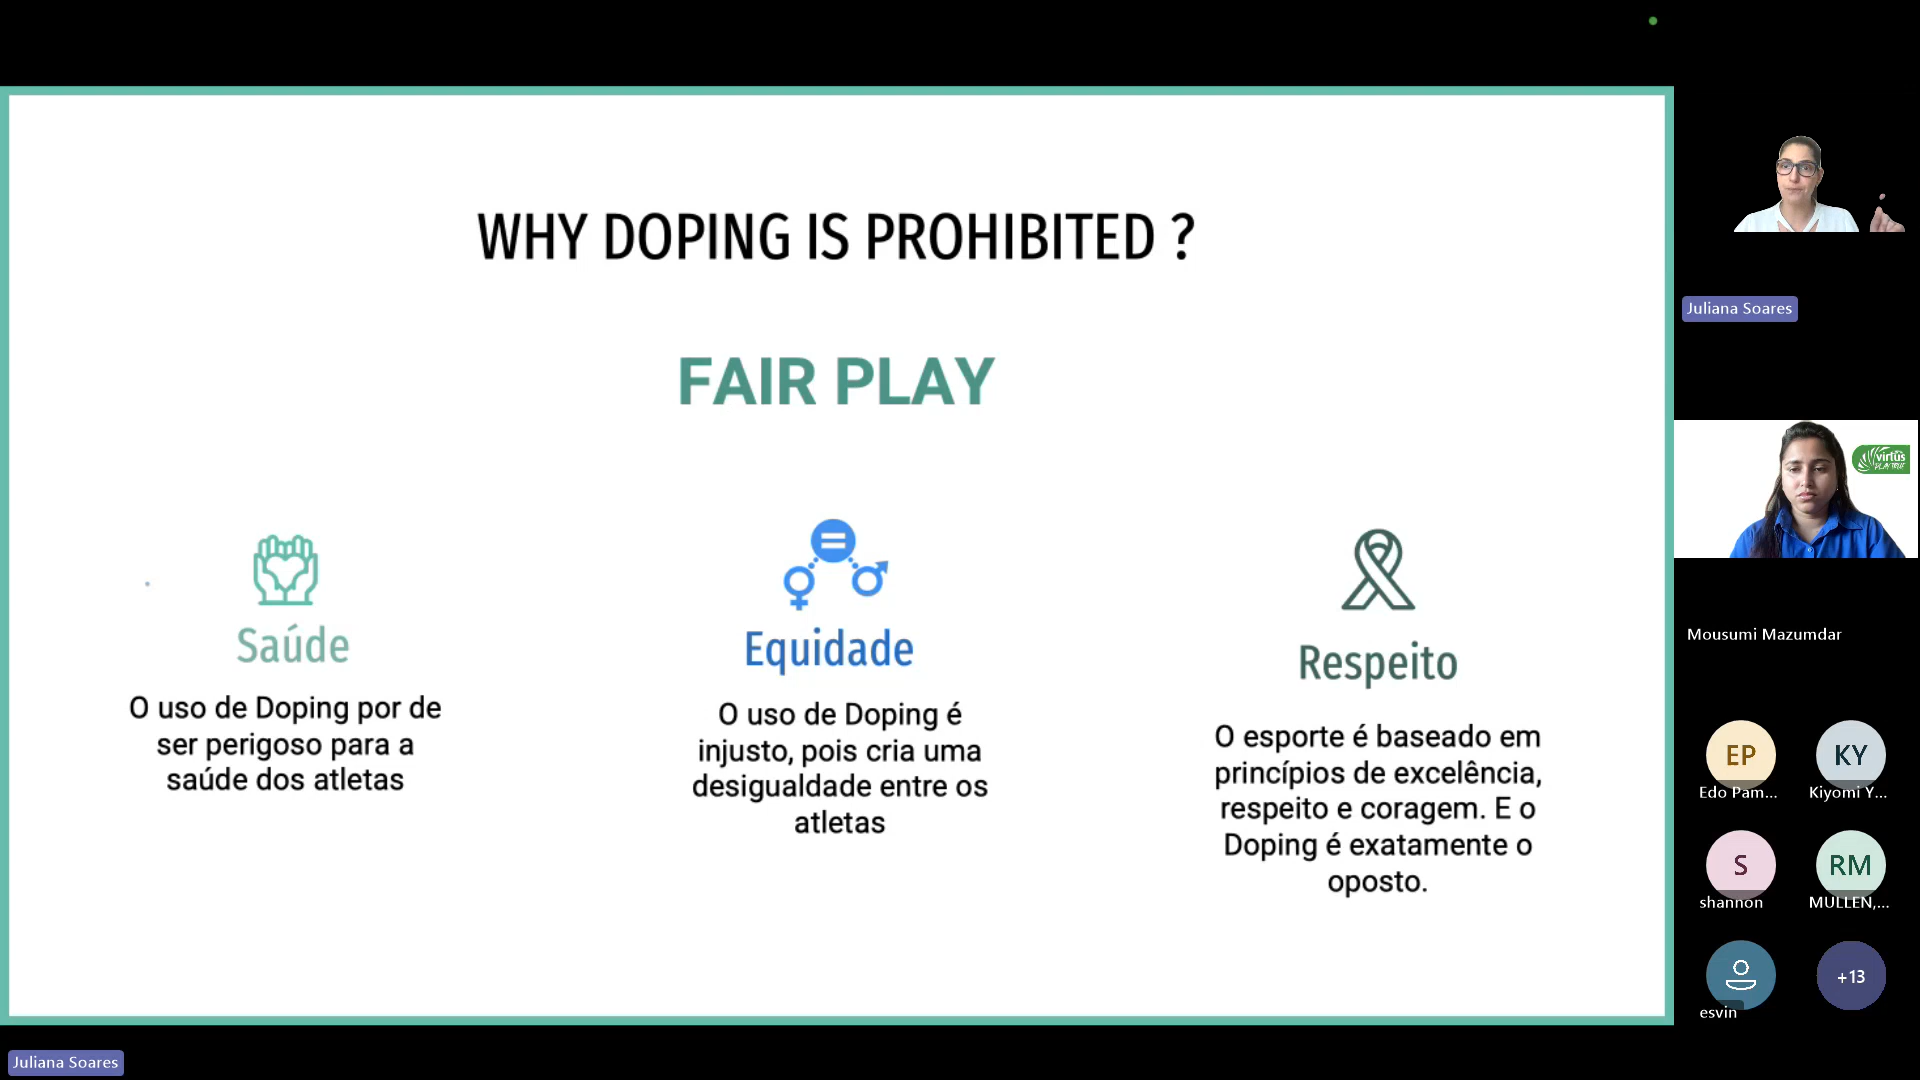 WHY DOPING IS PROHIBITED ?
FAIR PLAY
Saúde
O uso de Doping por de
ser perigoso para a
saúde dos atletas
Equidade
O uso de Doping é
injusto, pois cria uma
desigualdade entre os
atletas
Respeito
O esporte é baseado em
princípios de excelência,
respeito e coragem. E o
Doping é exatamente o
oposto.
Juliana Soares
virtus
PLAY TRUE
Mousumi Mazumdar
EP
Edo Pam...
KY
Kiyomi Y...
S
shannon
RM
MULLEN,...
esvin
+13
Juliana Soares